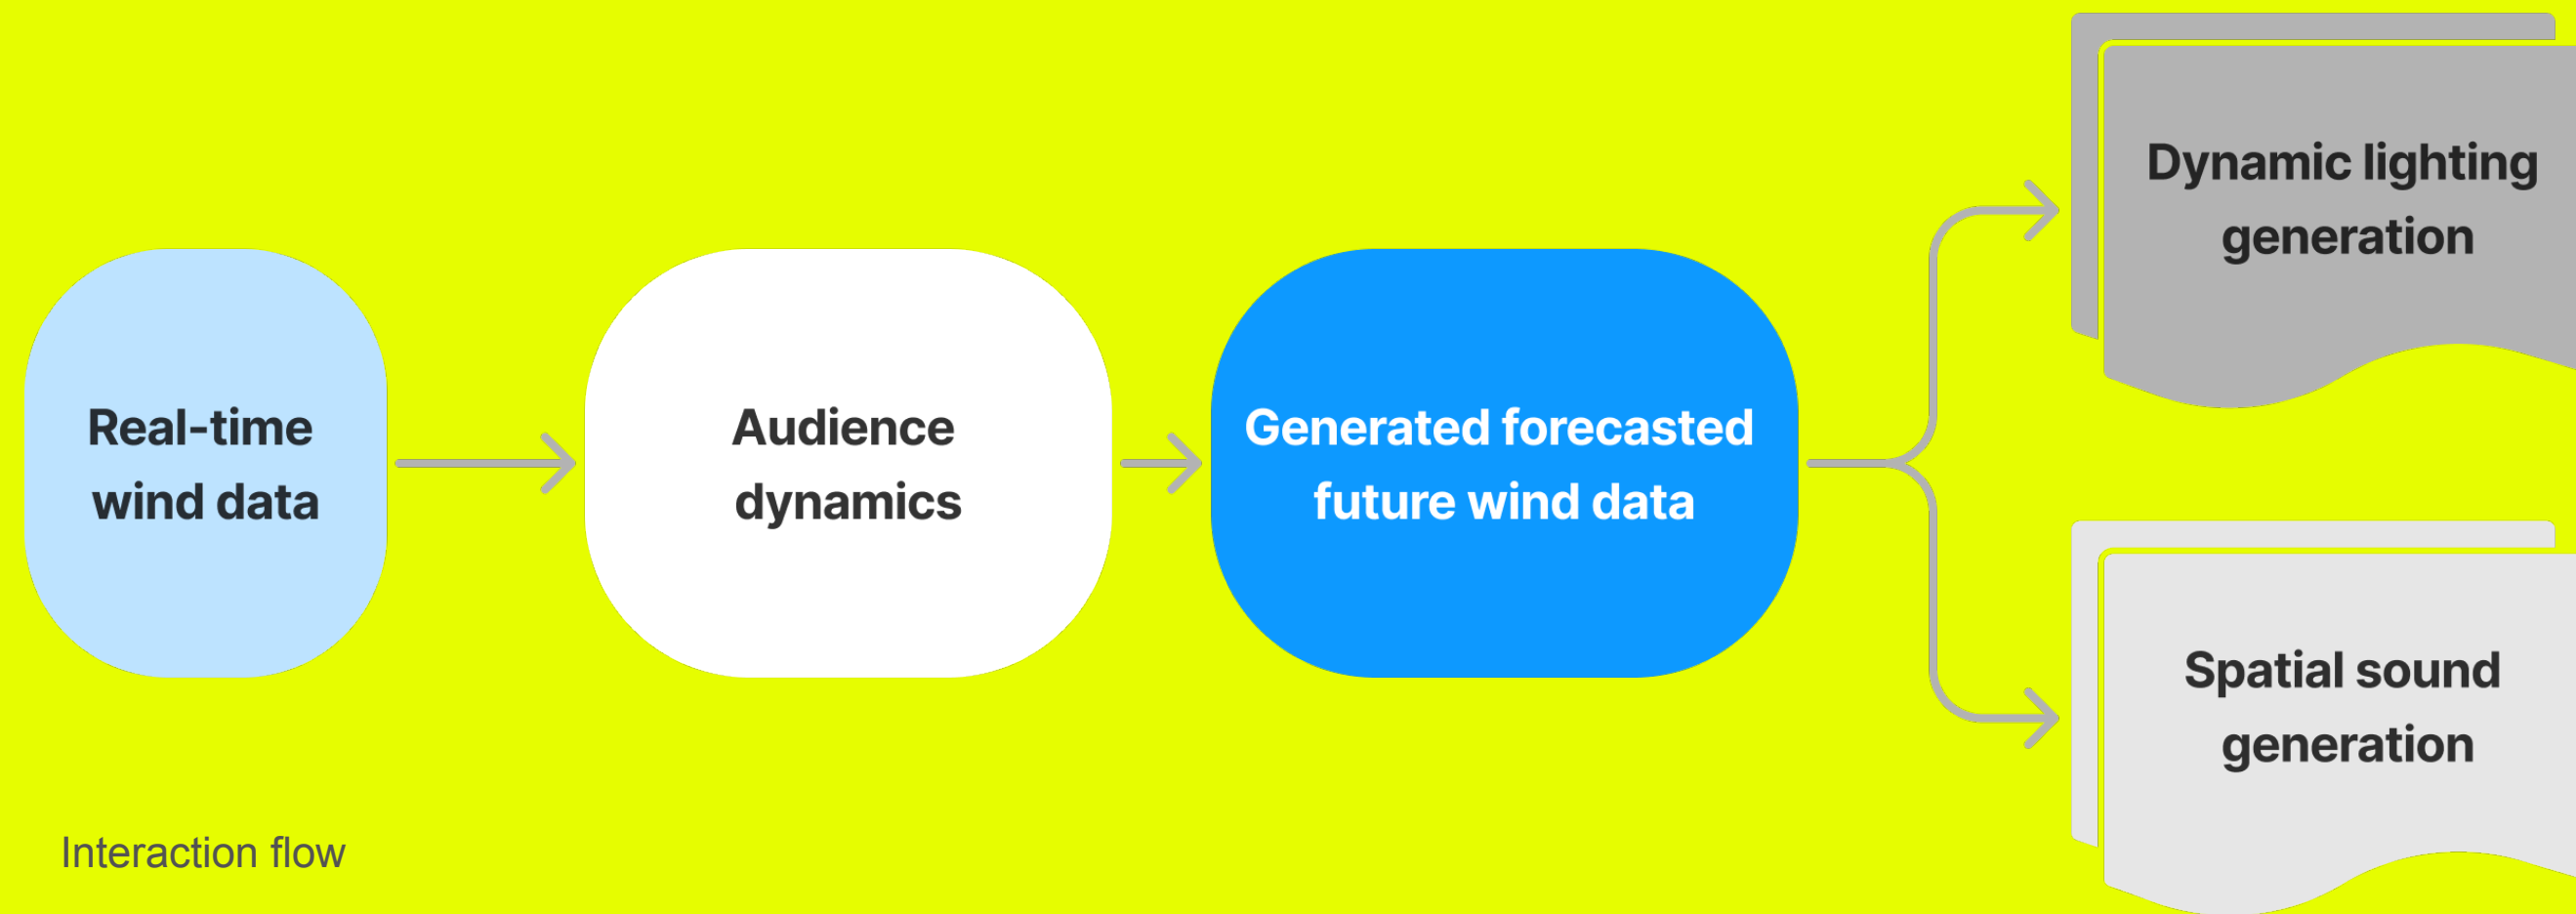 Real-time
wind data
Audience
dynamics
Generated forecasted
future wind data
Dynamic lighting
generation
Spatial sound
generation
Interaction flow